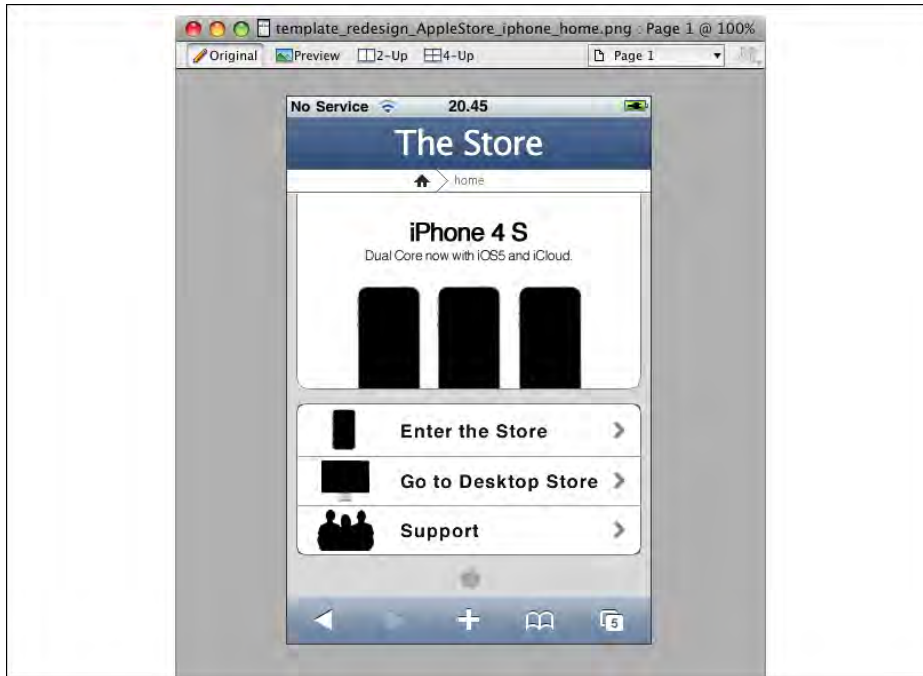 template_redesign_AppleStore_iphone_home.png : Page 1 @ 100%
Original Preview 2-Up 4-Up Page 1
No Service 20.45
The Store
home
iPhone 4 S
Dual Core now with iOS5 and iCloud.
Enter the Store
Go to Desktop Store
Support
5